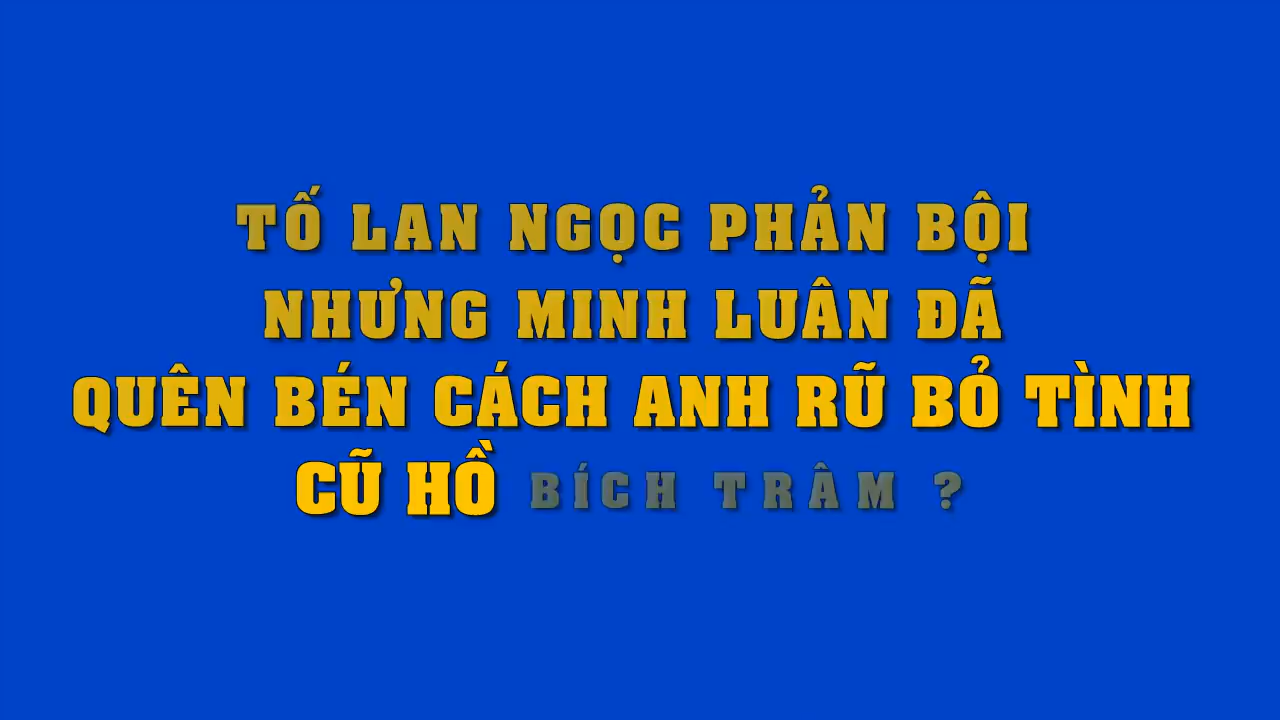 TỐ LAN NGỌC PHẢN BỘI
NHƯNG MINH LUÂN ĐÃ
QUÊN BÉN CÁCH ANH RŨ BỎ TÌNH
CŨ HỒ BÍCH TRÂM ?